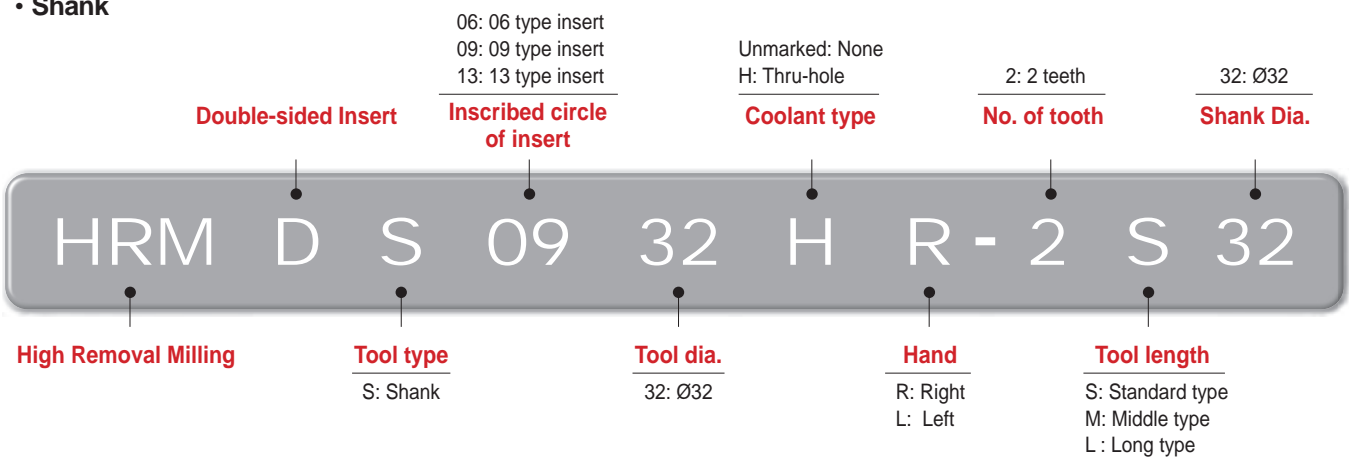 • Shank
06: 06 type insert
09: 09 type insert
13: 13 type insert
Unmarked: None
H: Thru-hole
2: 2 teeth
32: Ø32
Double-sided Insert
Inscribed circle
of insert
Coolant type
No. of tooth
Shank Dia.
HRM D S 09 32 H R - 2 S 32
High Removal Milling
Tool type
S: Shank
Tool dia.
32: Ø32
Hand
R: Right
L: Left
Tool length
S: Standard type
M: Middle type
L : Long type